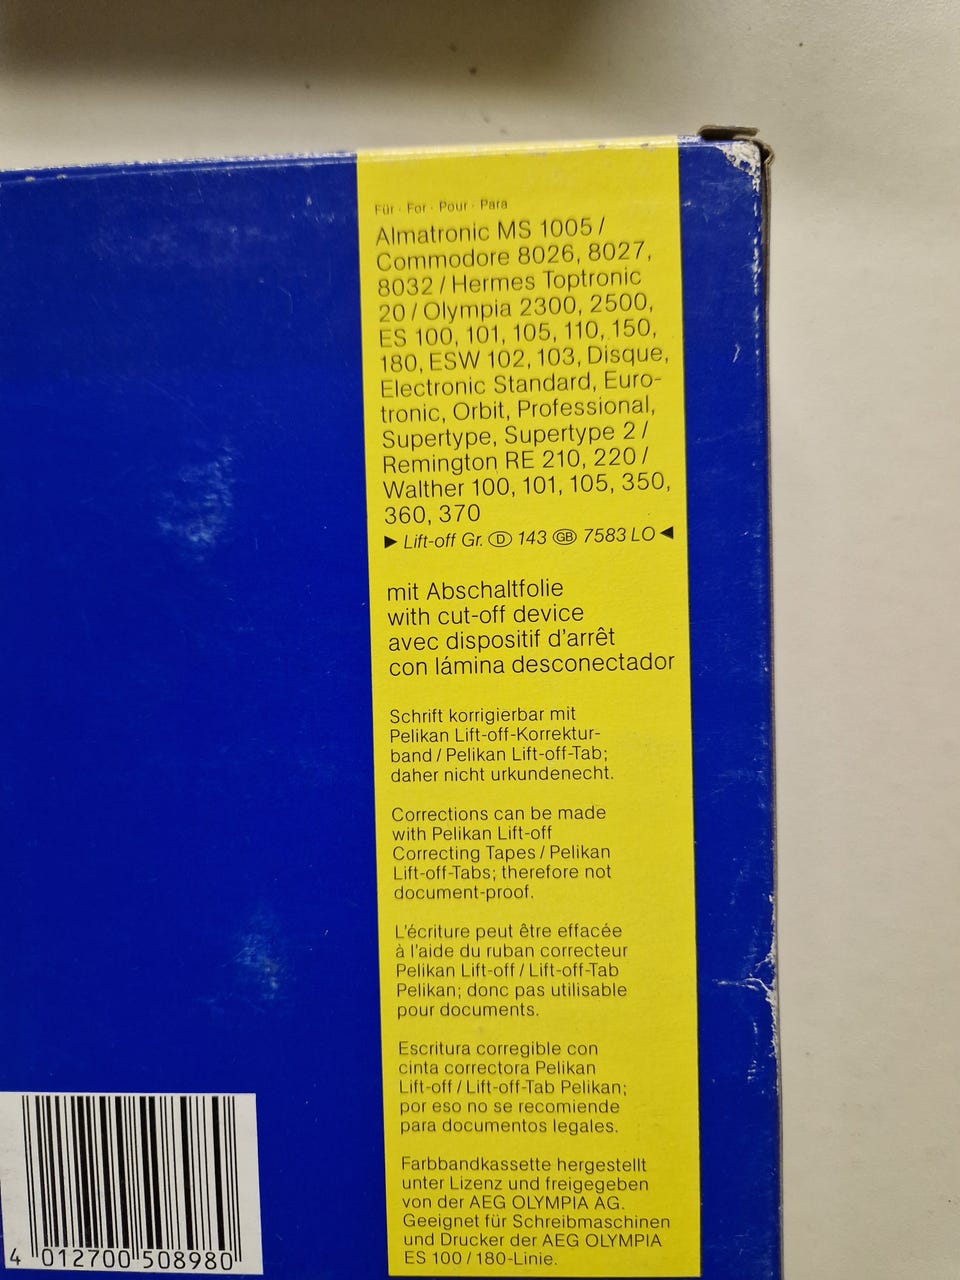 Für · For · Pour · Para
Almatronic MS 1005 /
Commodore 8026, 8027,
8032 / Hermes Toptronic
20 / Olympia 2300, 2500,
ES 100, 101, 105, 110, 150,
180, ESW 102, 103, Disque,
Electronic Standard, Euro-
tronic, Orbit, Professional,
Supertype, Supertype 2 /
Remington RE 210, 220 /
Walther 100, 101, 105, 350,
360, 370
▶ Lift-off Gr. Ⓓ 143 GB 7583 LO ◀
mit Abschaltfolie
with cut-off device
avec dispositif d'arrêt
con lámina desconectador
Schrift korrigierbar mit
Pelikan Lift-off-Korrektur-
band / Pelikan Lift-off-Tab;
daher nicht urkundenecht.
Corrections can be made
with Pelikan Lift-off
Correcting Tapes / Pelikan
Lift-off-Tabs; therefore not
document-proof.
L'écriture peut être effacée
à l'aide du ruban correcteur
Pelikan Lift-off / Lift-off-Tab
Pelikan; donc pas utilisable
pour documents.
Escritura corregible con
cinta correctora Pelikan
Lift-off / Lift-off-Tab Pelikan;
por eso no se recomiende
para documentos legales.
Farbbandkassette hergestellt
unter Lizenz und freigegeben
von der AEG OLYMPIA AG.
Geeignet für Schreibmaschinen
und Drucker der AEG OLYMPIA
ES 100 / 180-Linie.
4 012700 508980